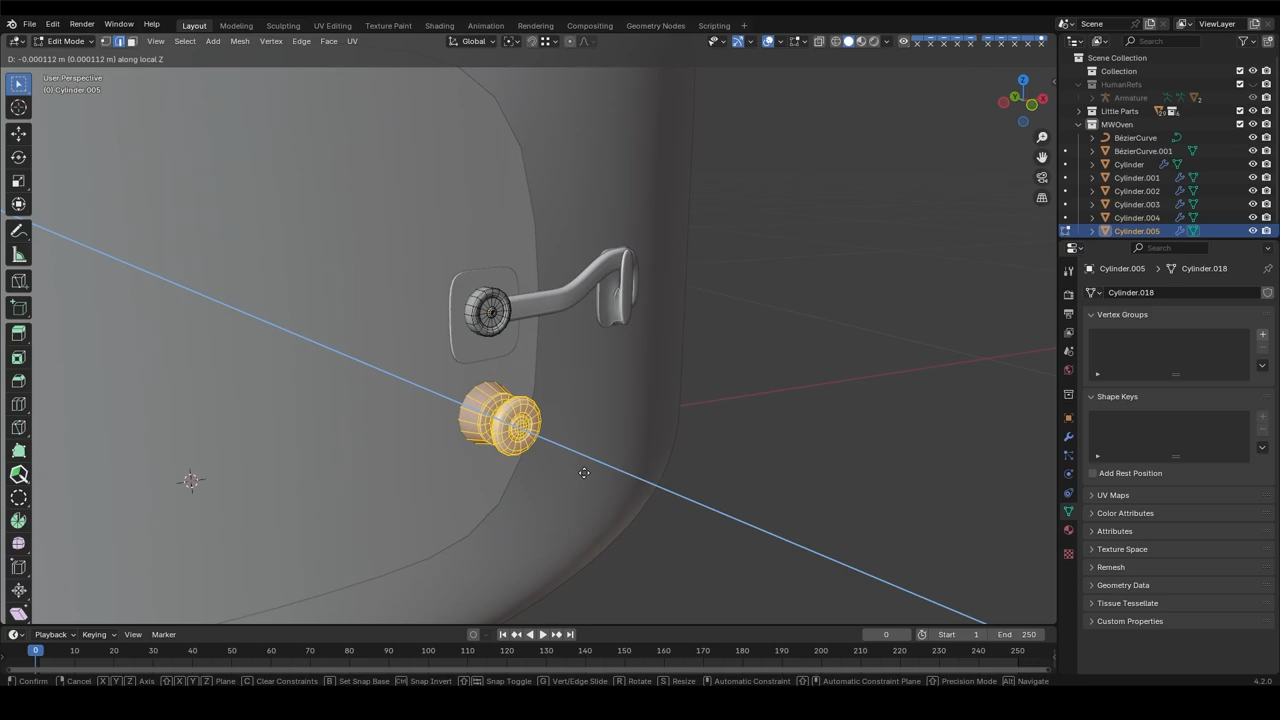 File Edit Render Window Help Layout Modeling Sculpting UV Editing Texture Paint Shading Animation Rendering Compositing Geometry Nodes Scripting Scene ViewLayer
Edit Mode View Select Add Mesh Vertex Edge Face UV Global Search
D: -0.000112 m (0.000112 m) along local Z
User Perspective
(0) Cylinder.005
Z
Y
X
Scene Collection
Collection
HumanRefs
Armature 2
Little Parts
MWOven
BézierCurve
BézierCurve.001
Cylinder
Cylinder.001
Cylinder.002
Cylinder.003
Cylinder.004
Cylinder.005
Search
Cylinder.005 Cylinder.018
Cylinder.018
Vertex Groups
Shape Keys
Add Rest Position
UV Maps
Color Attributes
Attributes
Texture Space
Remesh
Geometry Data
Tissue Tessellate
Custom Properties
Playback Keying View Marker 0 Start 1 End 250
0 10 20 30 40 50 60 70 80 90 100 110 120 130 140 150 160 170 180 190 200 210 220 230 240 250
Confirm Cancel X Y Z Axis X Y Z Plane C Clear Constraints B Set Snap Base Ctrl Snap Invert Snap Toggle G Vert/Edge Slide R Rotate S Resize Automatic Constraint Automatic Constraint Plane Precision Mode Alt Navigate 4.2.0